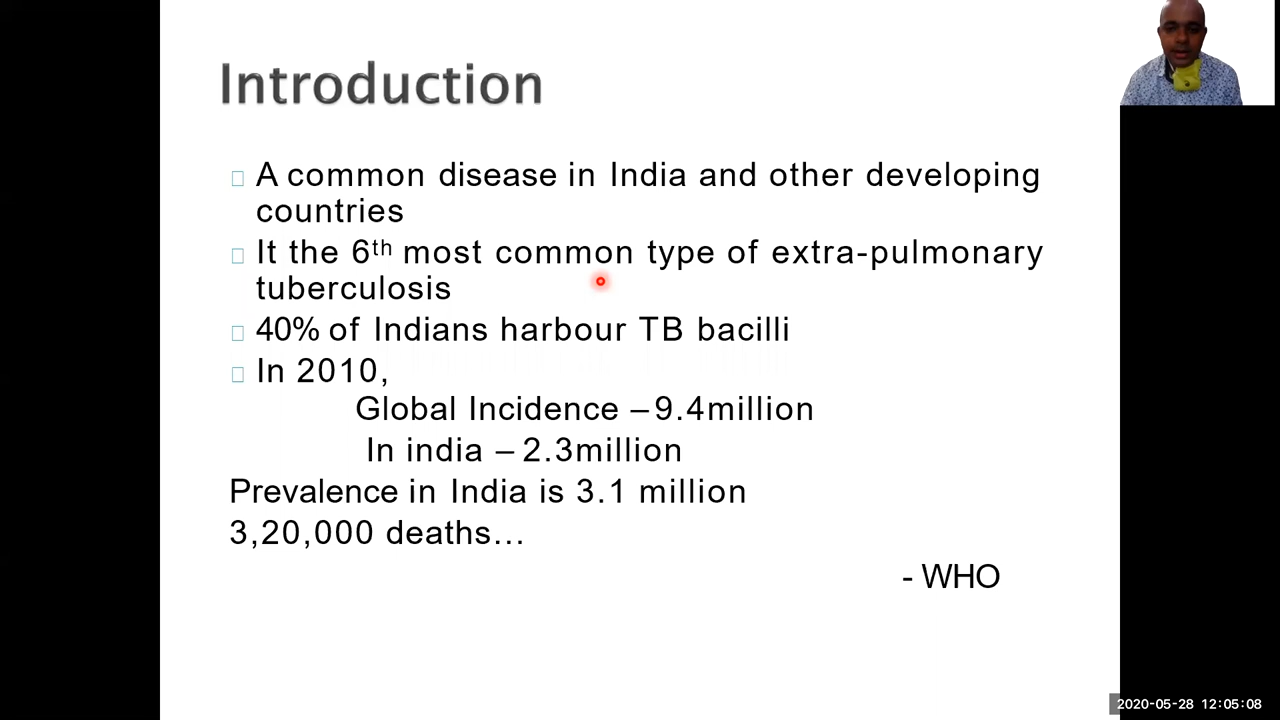 Introduction
A common disease in India and other developing
countries
It the 6th most common type of extra-pulmonary
tuberculosis
40% of Indians harbour TB bacilli
In 2010,
Global Incidence – 9.4million
In india – 2.3million
Prevalence in India is 3.1 million
3,20,000 deaths…
- WHO
2020-05-28 12:05:08